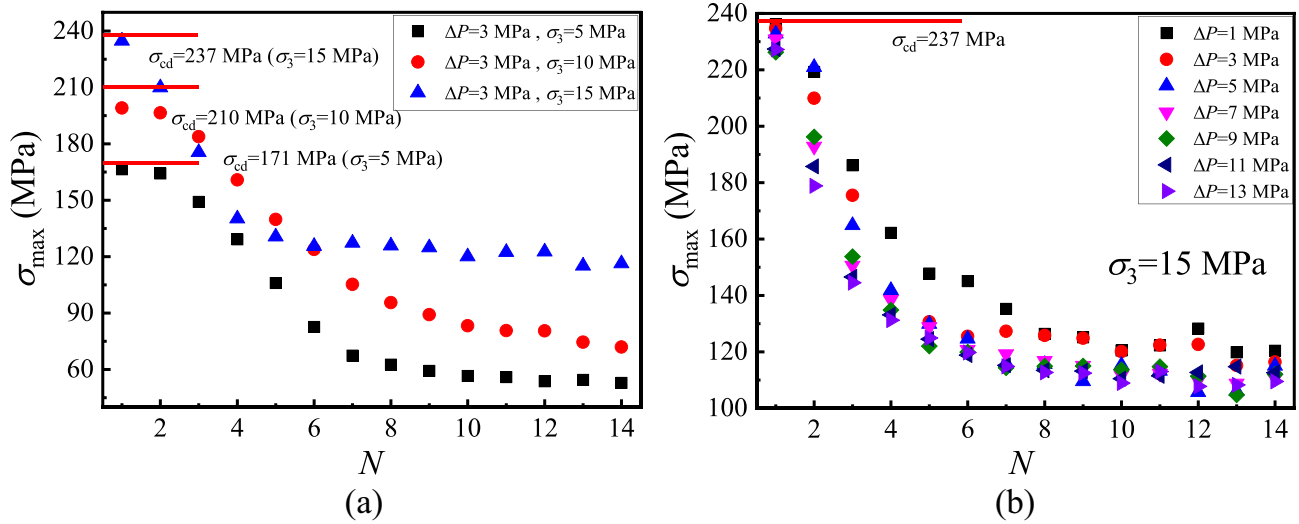 240
210
180
150
120
90
60
σmax (MPa)
2 4 6 8 10 12 14
N
ΔP=3 MPa , σ3=5 MPa
ΔP=3 MPa , σ3=10 MPa
ΔP=3 MPa , σ3=15 MPa
σcd=237 MPa (σ3=15 MPa)
σcd=210 MPa (σ3=10 MPa)
σcd=171 MPa (σ3=5 MPa)
(a)
240
220
200
180
160
140
120
100
σmax (MPa)
2 4 6 8 10 12 14
N
σcd=237 MPa
ΔP=1 MPa
ΔP=3 MPa
ΔP=5 MPa
ΔP=7 MPa
ΔP=9 MPa
ΔP=11 MPa
ΔP=13 MPa
σ3=15 MPa
(b)